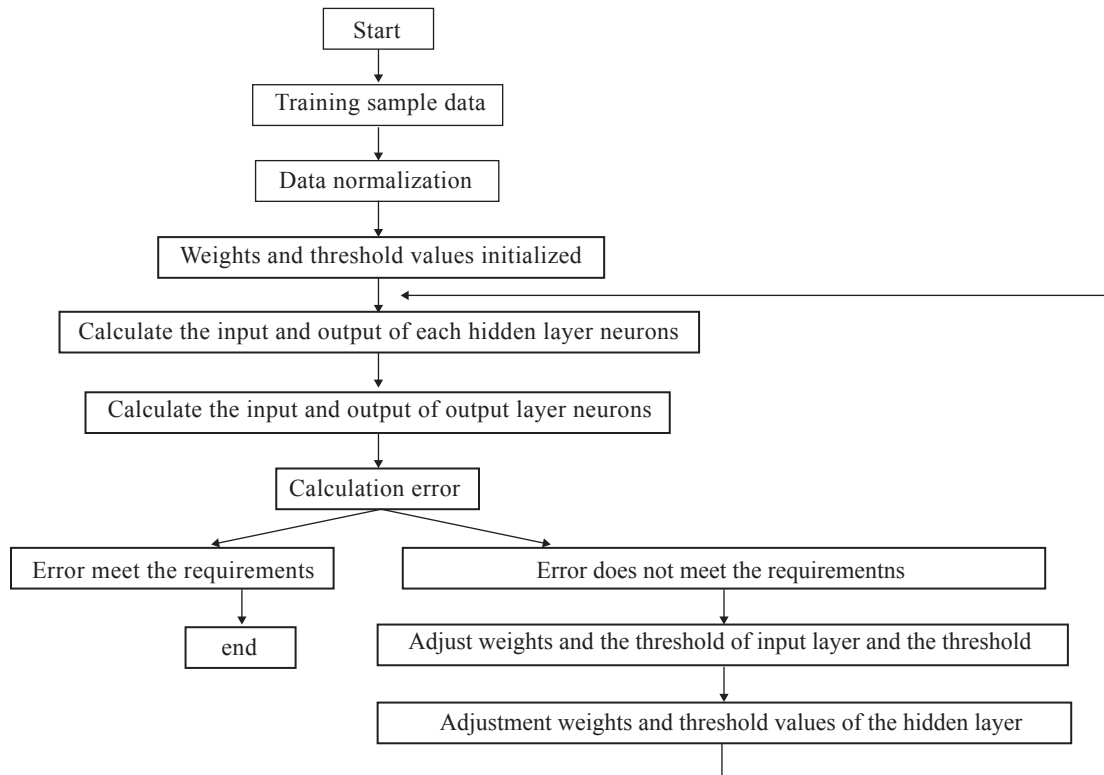 Start
Training sample data
Data normalization
Weights and threshold values initialized
Calculate the input and output of each hidden layer neurons
Calculate the input and output of output layer neurons
Calculation error
Error meet the requirements
Error does not meet the requirementns
end
Adjust weights and the threshold of input layer and the threshold
Adjustment weights and threshold values of the hidden layer